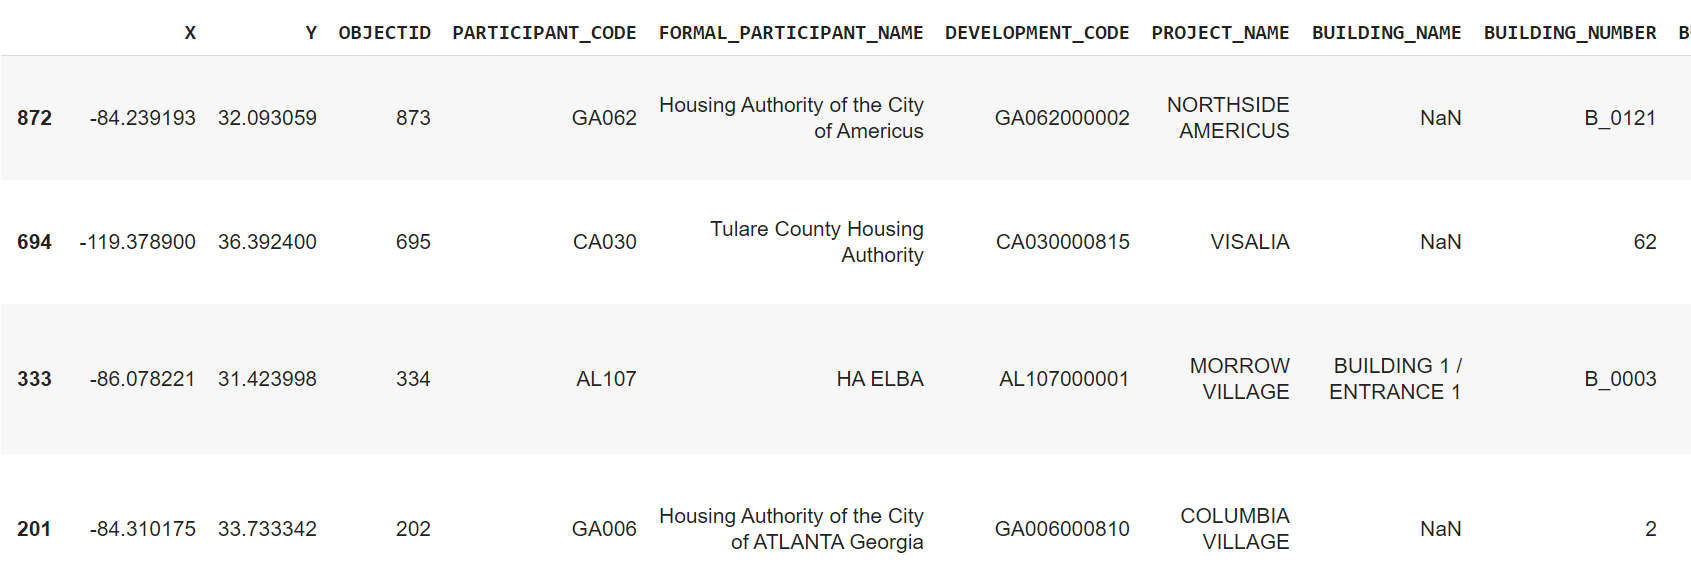 X Y OBJECTID PARTICIPANT_CODE FORMAL_PARTICIPANT_NAME DEVELOPMENT_CODE PROJECT_NAME BUILDING_NAME BUILDING_NUMBER
872 -84.239193 32.093059 873 GA062 Housing Authority of the City of Americus GA062000002 NORTHSIDE AMERICUS NaN B_0121
694 -119.378900 36.392400 695 CA030 Tulare County Housing Authority CA030000815 VISALIA NaN 62
333 -86.078221 31.423998 334 AL107 HA ELBA AL107000001 MORROW VILLAGE BUILDING 1 / ENTRANCE 1 B_0003
201 -84.310175 33.733342 202 GA006 Housing Authority of the City of ATLANTA Georgia GA006000810 COLUMBIA VILLAGE NaN 2